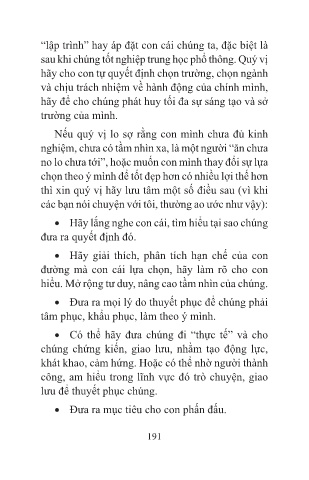 “lập trình” hay áp đặt con cái chúng ta, đặc biệt là
sau khi chúng tốt nghiệp trung học phổ thông. Quý vị
hãy cho con tự quyết định chọn trường, chọn ngành
và chịu trách nhiệm về hành động của chính mình,
hãy để cho chúng phát huy tối đa sự sáng tạo và sở
trường của mình.
Nếu quý vị lo sợ rằng con mình chưa đủ kinh
nghiệm, chưa có tầm nhìn xa, là một người “ăn chưa
no lo chưa tới”, hoặc muốn con mình thay đổi sự lựa
chọn theo ý mình để tốt đẹp hơn có nhiều lợi thế hơn
thì xin quý vị hãy lưu tâm một số điều sau (vì khi
các bạn nói chuyện với tôi, thường ao ước như vậy):
• Hãy lắng nghe con cái, tìm hiểu tại sao chúng
đưa ra quyết định đó.
• Hãy giải thích, phân tích hạn chế của con
đường mà con cái lựa chọn, hãy làm rõ cho con
hiểu. Mở rộng tư duy, nâng cao tầm nhìn của chúng.
• Đưa ra mọi lý do thuyết phục để chúng phải
tâm phục, khẩu phục, làm theo ý mình.
• Có thể hãy đưa chúng đi “thực tế” và cho
chúng chứng kiến, giao lưu, nhằm tạo động lực,
khát khao, cảm hứng. Hoặc có thể nhờ người thành
công, am hiểu trong lĩnh vực đó trò chuyện, giao
lưu để thuyết phục chúng.
• Đưa ra mục tiêu cho con phấn đấu.
191